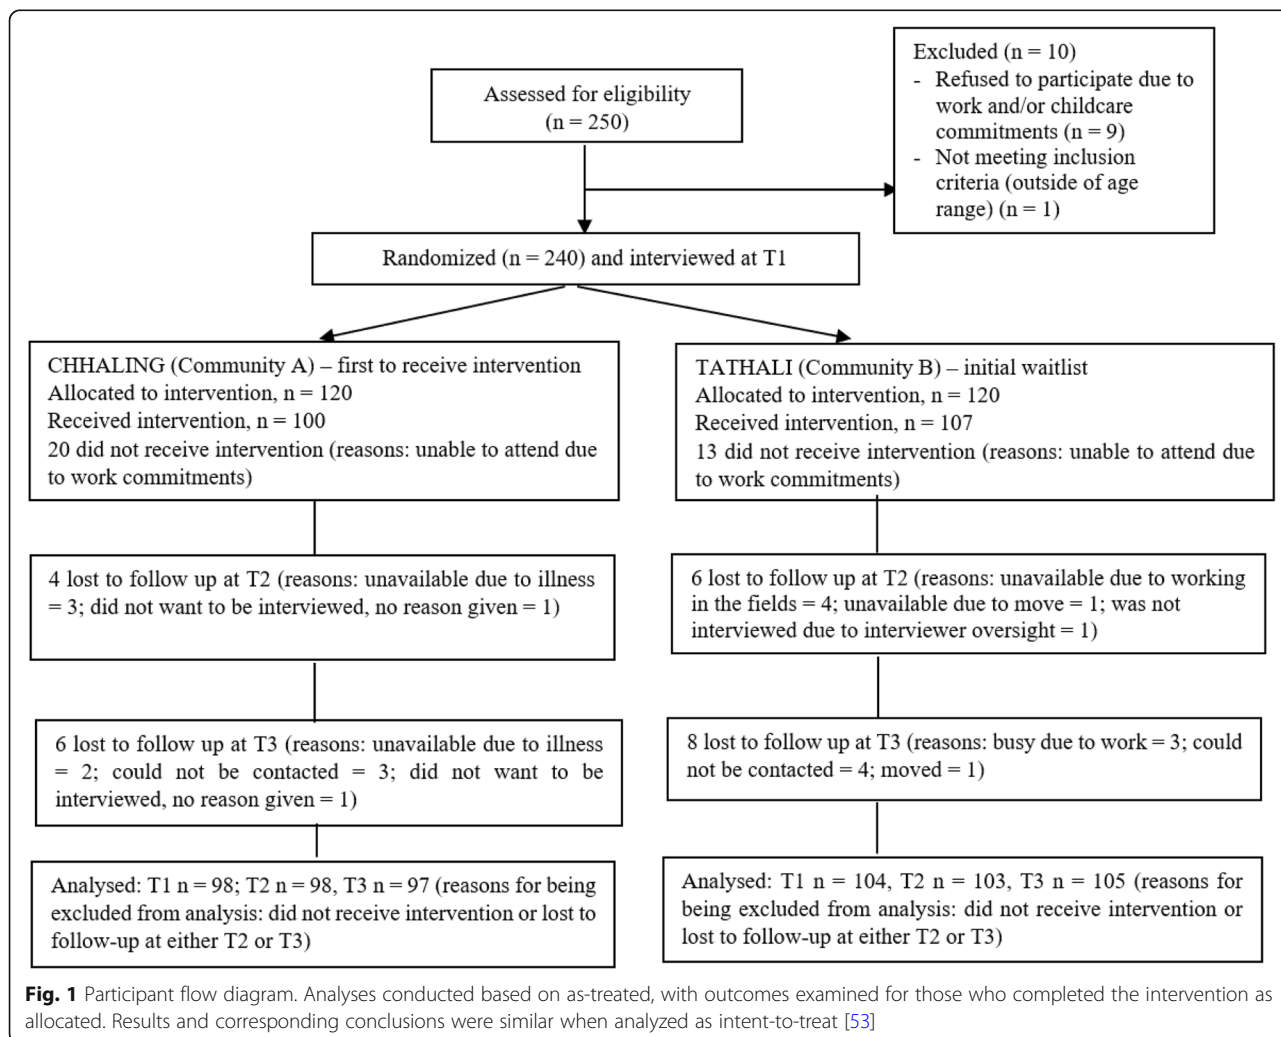 Assessed for eligibility
(n = 250)
Excluded (n = 10)
- Refused to participate due to
work and/or childcare
commitments (n = 9)
- Not meeting inclusion
criteria (outside of age
range) (n = 1)
Randomized (n = 240) and interviewed at T1
CHHALING (Community A) – first to receive intervention
Allocated to intervention, n = 120
Received intervention, n = 100
20 did not receive intervention (reasons: unable to attend due
to work commitments)
TATHALI (Community B) – initial waitlist
Allocated to intervention, n = 120
Received intervention, n = 107
13 did not receive intervention (reasons: unable to attend due
to work commitments)
4 lost to follow up at T2 (reasons: unavailable due to illness
= 3; did not want to be interviewed, no reason given = 1)
6 lost to follow up at T2 (reasons: unavailable due to working
in the fields = 4; unavailable due to move = 1; was not
interviewed due to interviewer oversight = 1)
6 lost to follow up at T3 (reasons: unavailable due to illness
= 2; could not be contacted = 3; did not want to be
interviewed, no reason given = 1)
8 lost to follow up at T3 (reasons: busy due to work = 3; could
not be contacted = 4; moved = 1)
Analysed: T1 n = 98; T2 n = 98, T3 n = 97 (reasons for being
excluded from analysis: did not receive intervention or lost to
follow-up at either T2 or T3)
Analysed: T1 n = 104, T2 n = 103, T3 n = 105 (reasons for
being excluded from analysis: did not receive intervention or
lost to follow-up at either T2 or T3)
Fig. 1 Participant flow diagram. Analyses conducted based on as-treated, with outcomes examined for those who completed the intervention as
allocated. Results and corresponding conclusions were similar when analyzed as intent-to-treat [53]